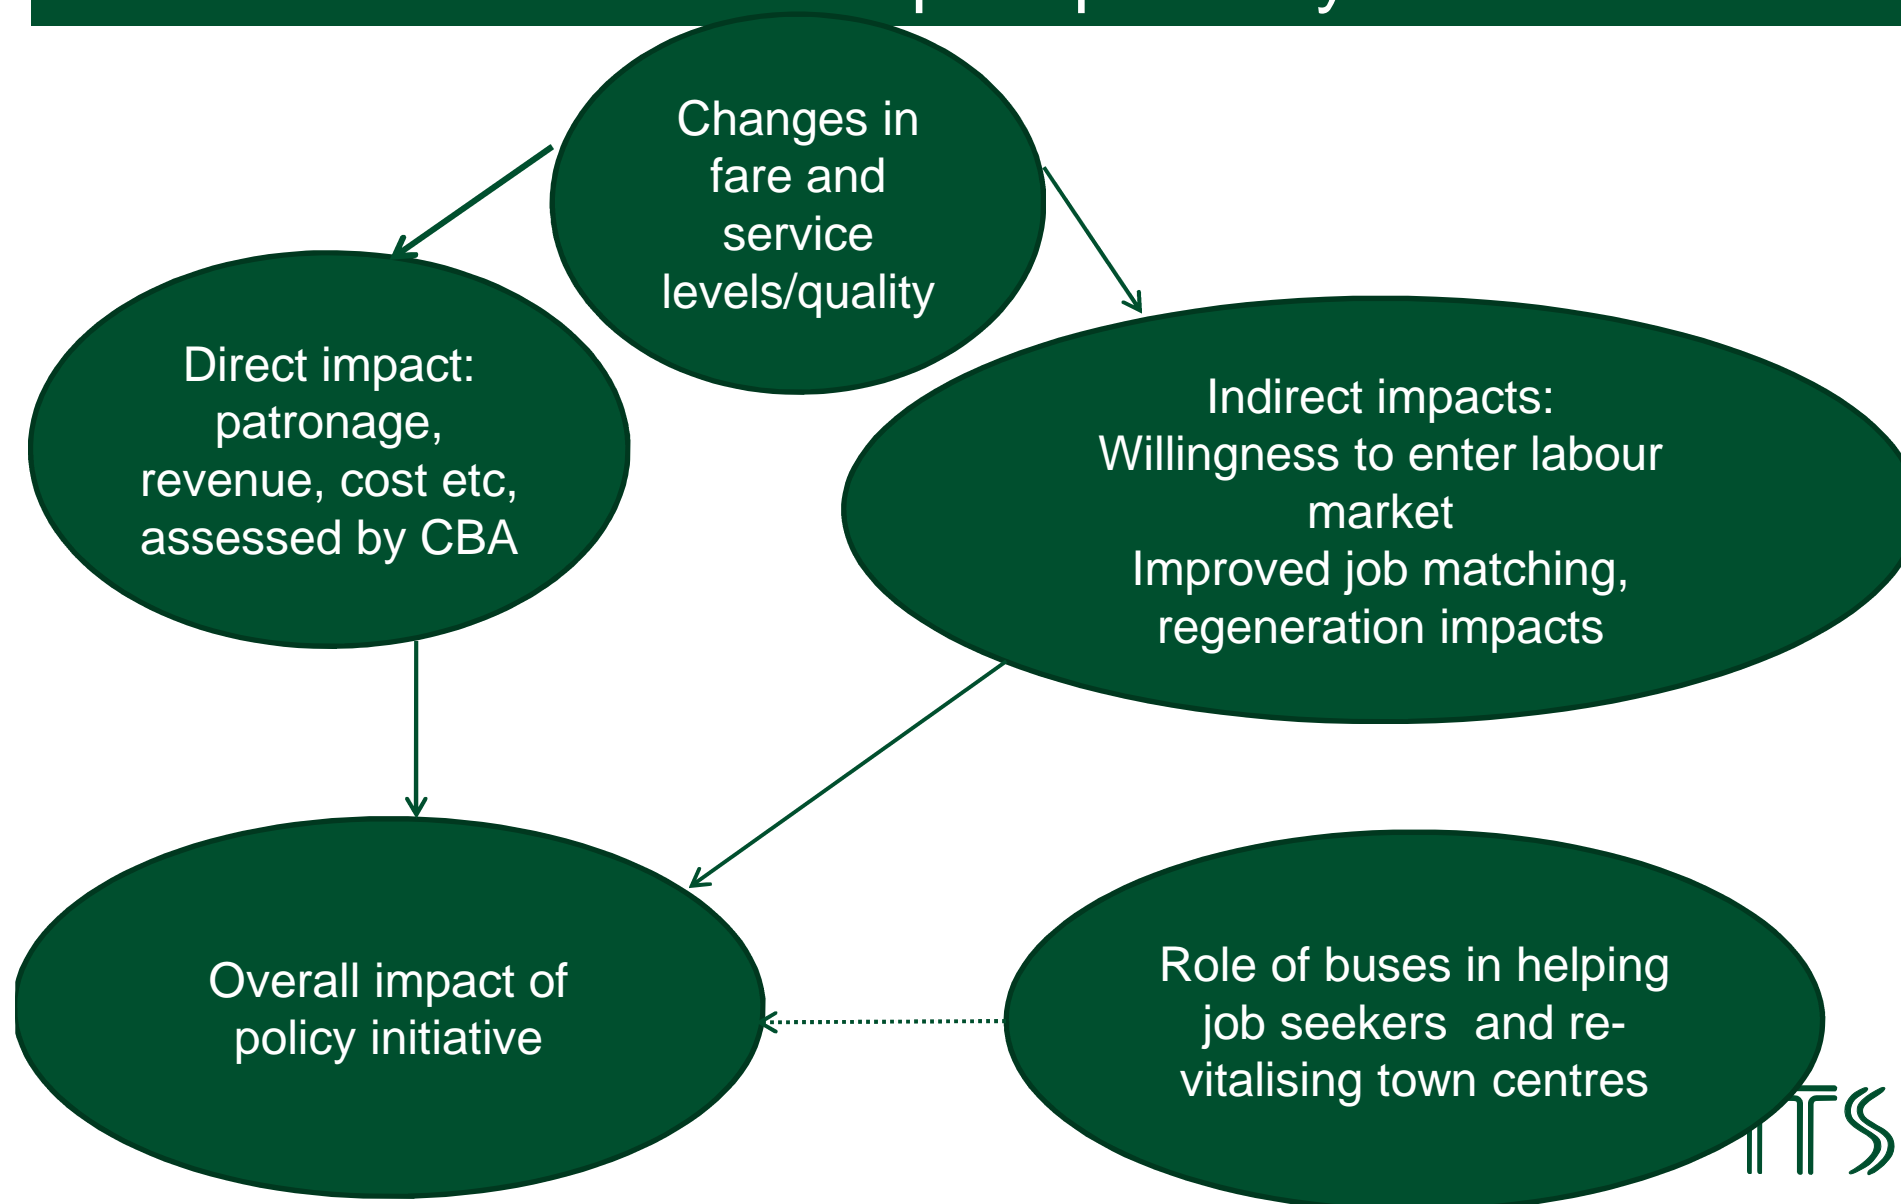 Changes in
fare and
service
levels/quality
Direct impact:
patronage,
revenue, cost etc,
assessed by CBA
Indirect impacts:
Willingness to enter labour
market
Improved job matching,
regeneration impacts
Overall impact of
policy initiative
Role of buses in helping
job seekers and re-
vitalising town centres
ITS